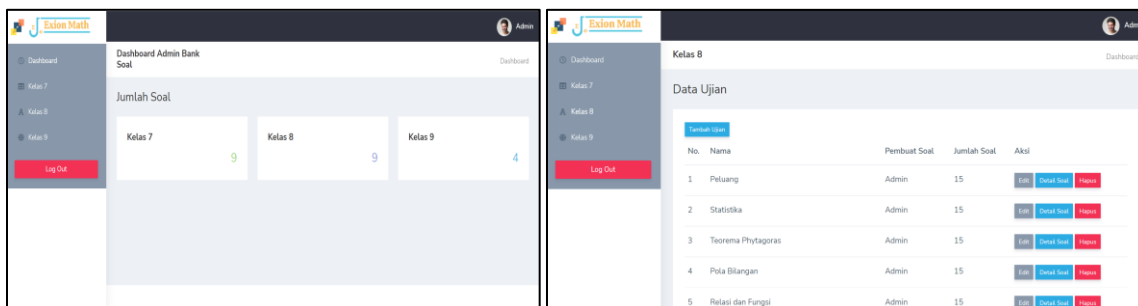 Exion Math
Admin
Dashboard
Kelas 7
Kelas 8
Kelas 9
Log Out
Dashboard Admin Bank
Soal
Dashboard
Jumlah Soal
Kelas 7
9
Kelas 8
9
Kelas 9
4
Exion Math
Adm
Dashboard
Kelas 7
Kelas 8
Kelas 9
Log Out
Kelas 8
Dashboard
Data Ujian
Tambah Ujian
No. Nama Pembuat Soal Jumlah Soal Aksi
1 Peluang Admin 15 Edit Detail Soal Hapus
2 Statistika Admin 15 Edit Detail Soal Hapus
3 Teorema Phytagoras Admin 15 Edit Detail Soal Hapus
4 Pola Bilangan Admin 15 Edit Detail Soal Hapus
5 Relasi dan Fungsi Admin 15 Edit Detail Soal Hapus